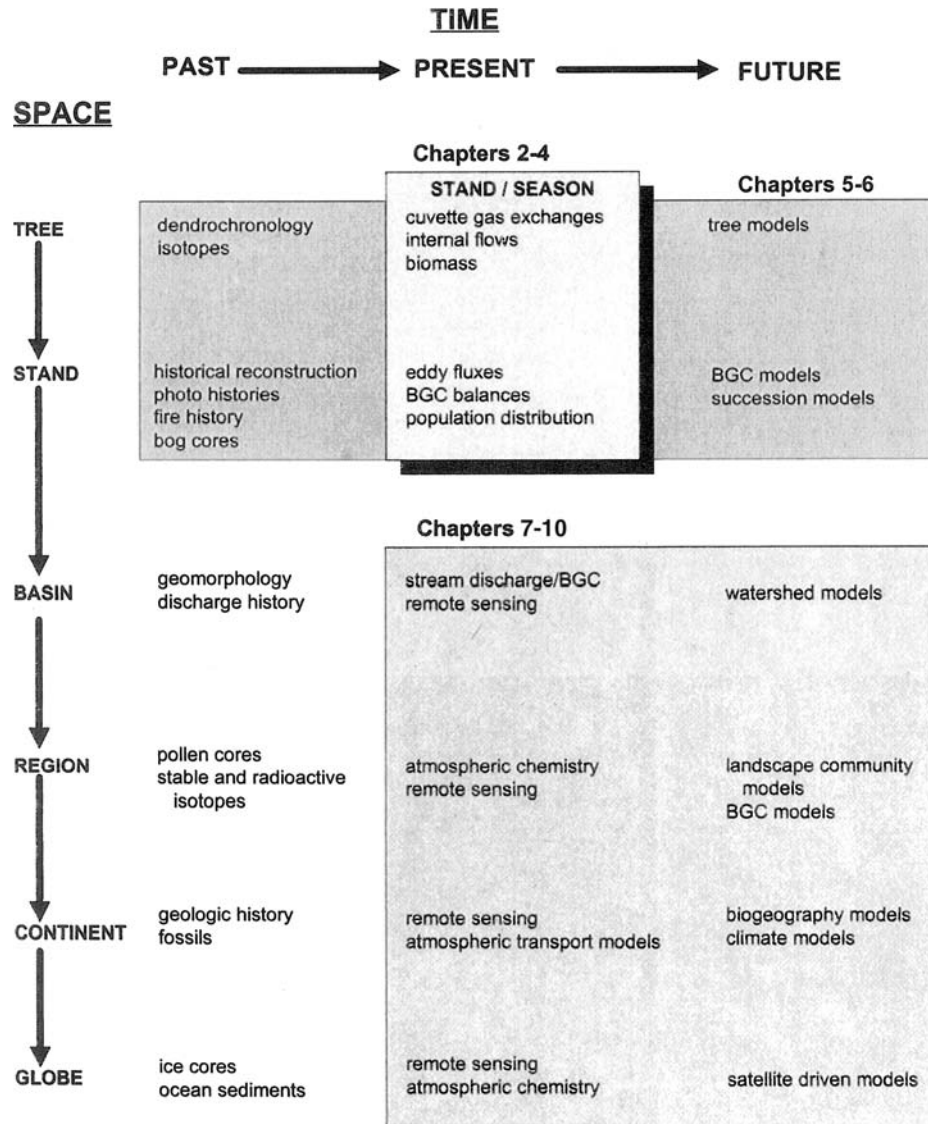 TIME
PAST
PRESENT
FUTURE
SPACE
Chapters 2-4
STAND / SEASON
Chapters 5-6
TREE
dendrochronology
isotopes
cuvette gas exchanges
internal flows
biomass
tree models
STAND
historical reconstruction
photo histories
fire history
bog cores
eddy fluxes
BGC balances
population distribution
BGC models
succession models
Chapters 7-10
BASIN
geomorphology
discharge history
stream discharge/BGC
remote sensing
watershed models
REGION
pollen cores
stable and radioactive
isotopes
atmospheric chemistry
remote sensing
landscape community
models
BGC models
CONTINENT
geologic history
fossils
remote sensing
atmospheric transport models
biogeography models
climate models
GLOBE
ice cores
ocean sediments
remote sensing
atmospheric chemistry
satellite driven models